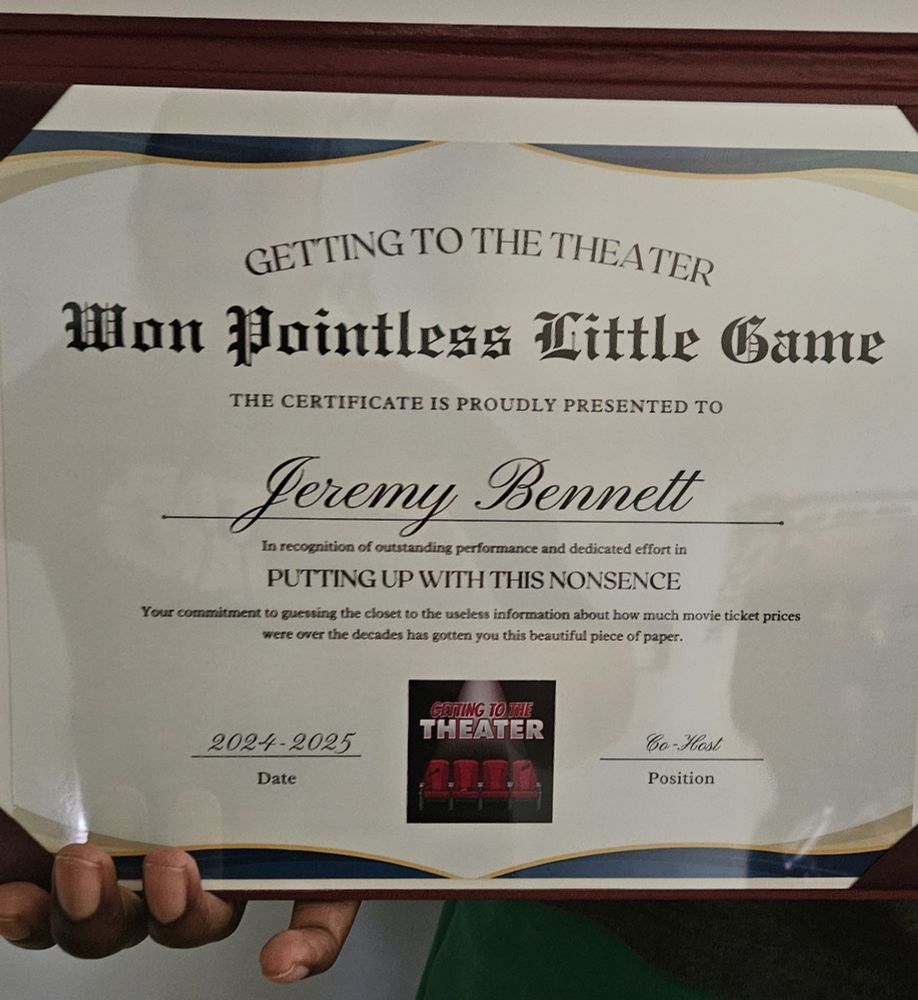 GETTING TO THE THEATER
Won Pointless Little Game
THE CERTIFICATE IS PROUDLY PRESENTED TO
Jeremy Bennett
In recognition of outstanding performance and dedicated effort in
PUTTING UP WITH THIS NONSENCE
Your commitment to guessing the closet to the useless information about how much movie ticket prices
were over the decades has gotten you this beautiful piece of paper.
GETTING TO THE
THEATER
2024-2025
Date
Co-Host
Position